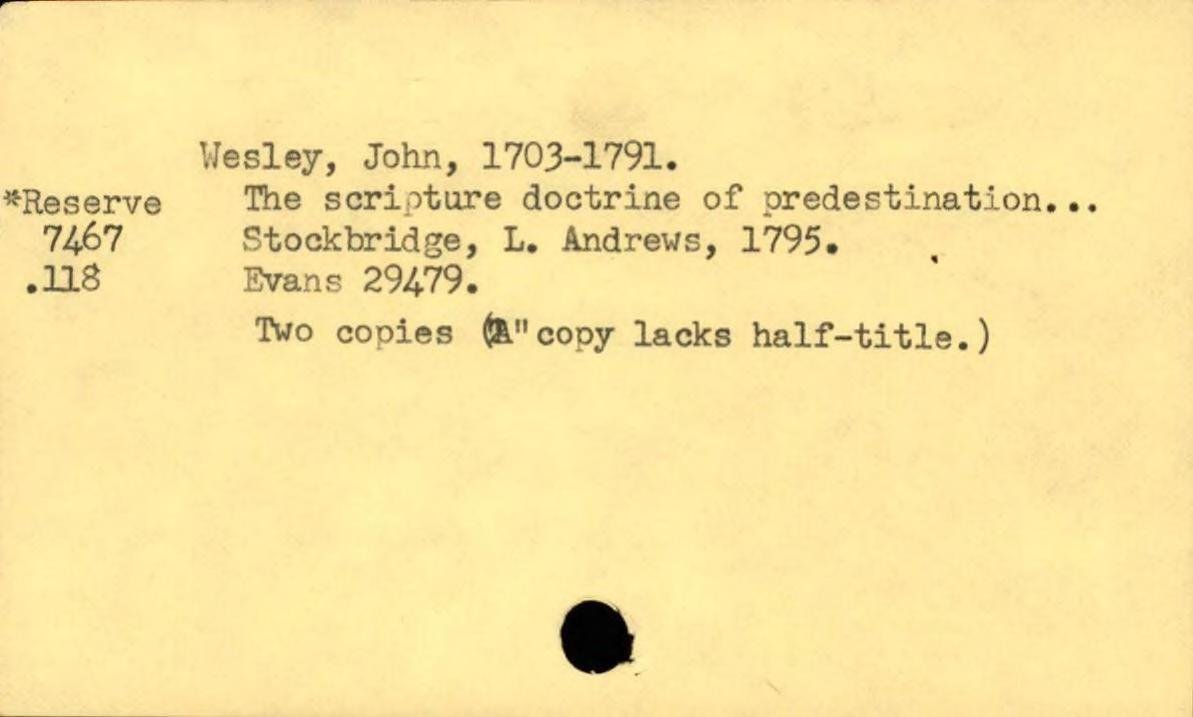 Wesley, John, 1703-1791.
*Reserve The scripture doctrine of predestination...
7467 Stockbridge, L. Andrews, 1795.
.118 Evans 29479.
Two copies ("A" copy lacks half-title.)